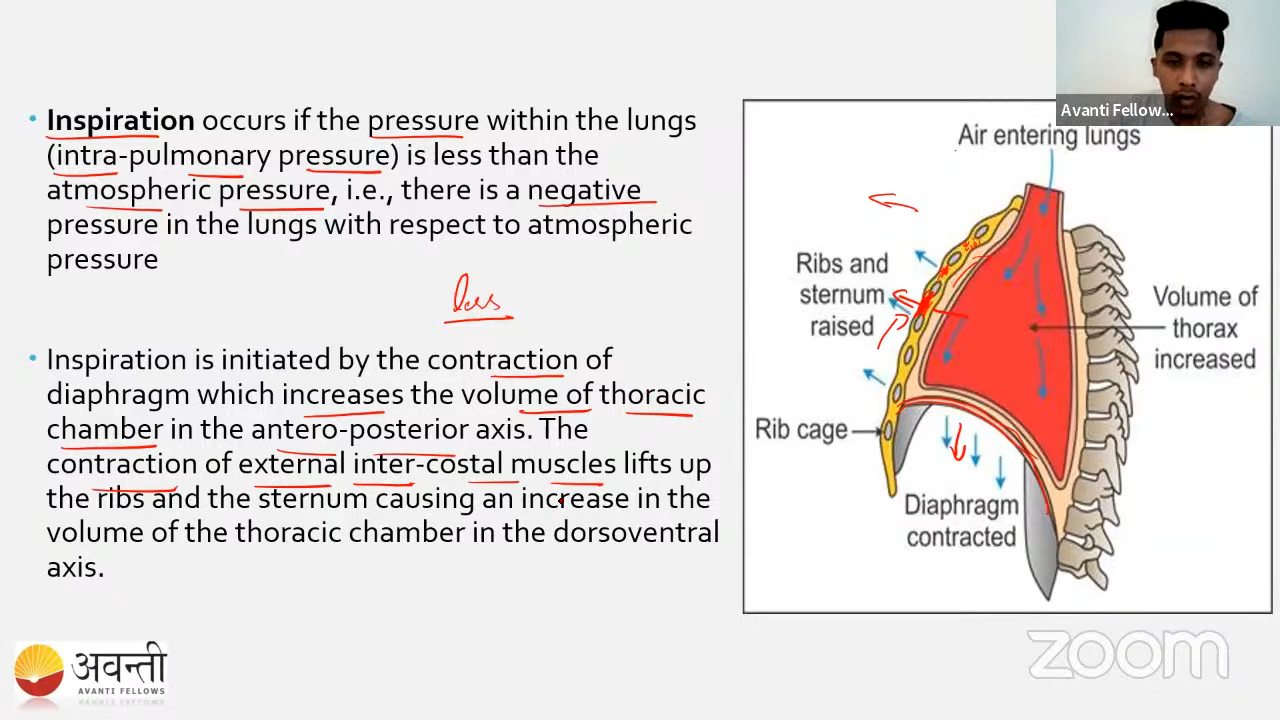 Avanti Fellow...
• Inspiration occurs if the pressure within the lungs
(intra-pulmonary pressure) is less than the
atmospheric pressure, i.e., there is a negative
pressure in the lungs with respect to atmospheric
pressure
less
• Inspiration is initiated by the contraction of
diaphragm which increases the volume of thoracic
chamber in the antero-posterior axis. The
contraction of external inter-costal muscles lifts up
the ribs and the sternum causing an increase in the
volume of the thoracic chamber in the dorsoventral
axis.
Air entering lungs
Ribs and
sternum
raised
Volume of
thorax
increased
Rib cage
Diaphragm
contracted
अवन्ती
AVANTI FELLOWS
zoom